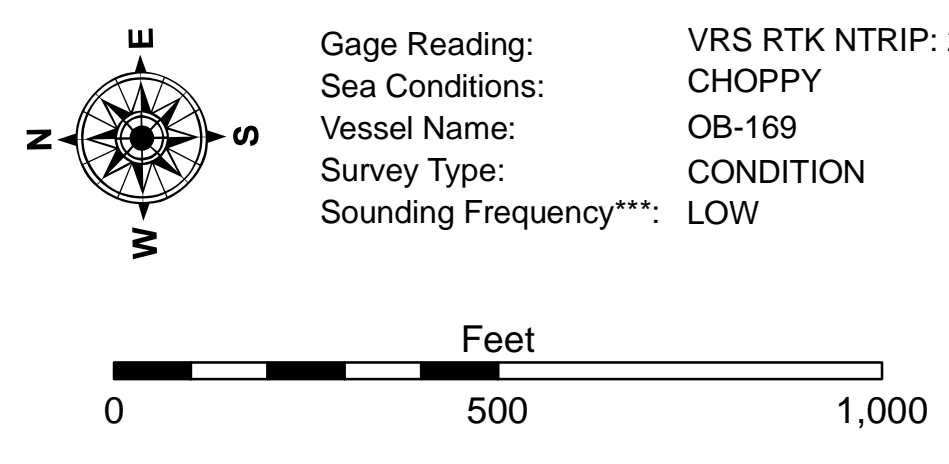 E
N
S
W
Gage Reading: VRS RTK NTRIP:
Sea Conditions: CHOPPY
Vessel Name: OB-169
Survey Type: CONDITION
Sounding Frequency***: LOW
Feet
0 500 1,000